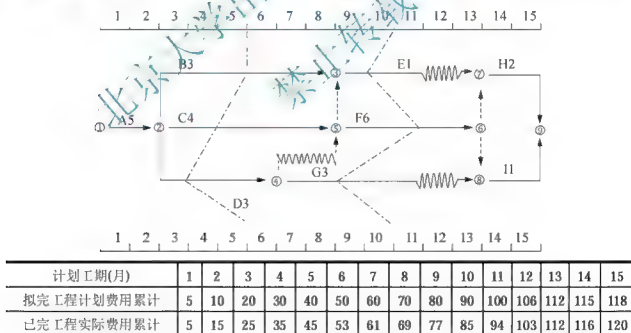 1 2 3 4 5 6 7 8 9 10 11 12 13 14 15
B3 ③ E1 ⑦ H2
① A5 ② C4 ⑤ F6 ⑥ ⑨
④ G3 ⑧ I1
D3
1 2 3 4 5 6 7 8 9 10 11 12 13 14 15
计划工期(月) 1 2 3 4 5 6 7 8 9 10 11 12 13 14 15
拟完工程计划费用累计 5 10 20 30 40 50 60 70 80 90 100 106 112 115 118
已完工程实际费用累计 5 15 25 35 45 53 61 69 77 85 94 103 112 116 120